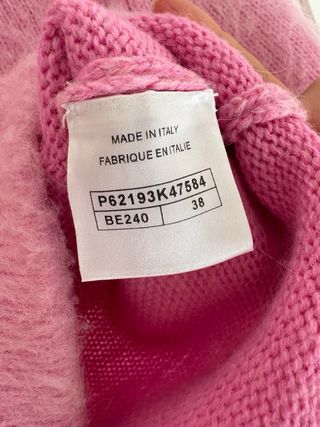 MADE IN ITALY
FABRIQUE EN ITALIE
P62193K47584
BE240 38